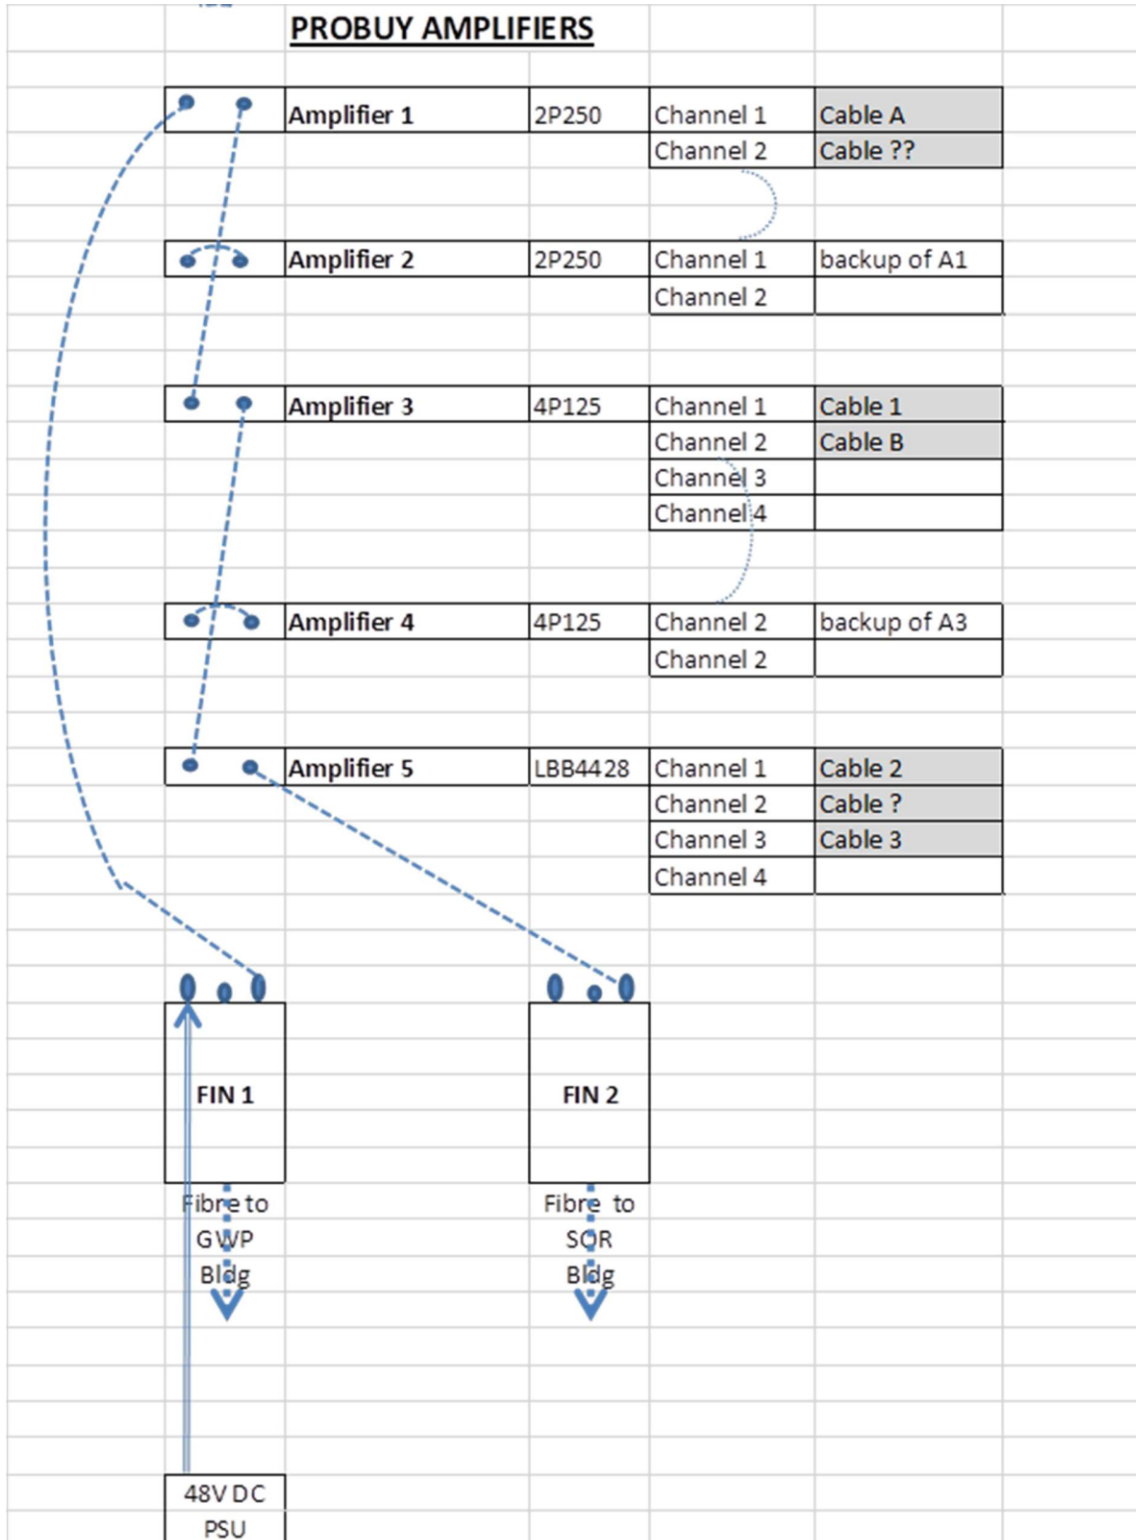 PROBUY AMPLIFIERS
Amplifier 1 2P250 Channel 1 Cable A
Channel 2 Cable ??
Amplifier 2 2P250 Channel 1 backup of A1
Channel 2
Amplifier 3 4P125 Channel 1 Cable 1
Channel 2 Cable B
Channel 3
Channel 4
Amplifier 4 4P125 Channel 2 backup of A3
Channel 2
Amplifier 5 LBB4428 Channel 1 Cable 2
Channel 2 Cable ?
Channel 3 Cable 3
Channel 4
FIN 1 FIN 2
Fibre to Fibre to
GWP SOR
Bldg Bldg
48V DC
PSU